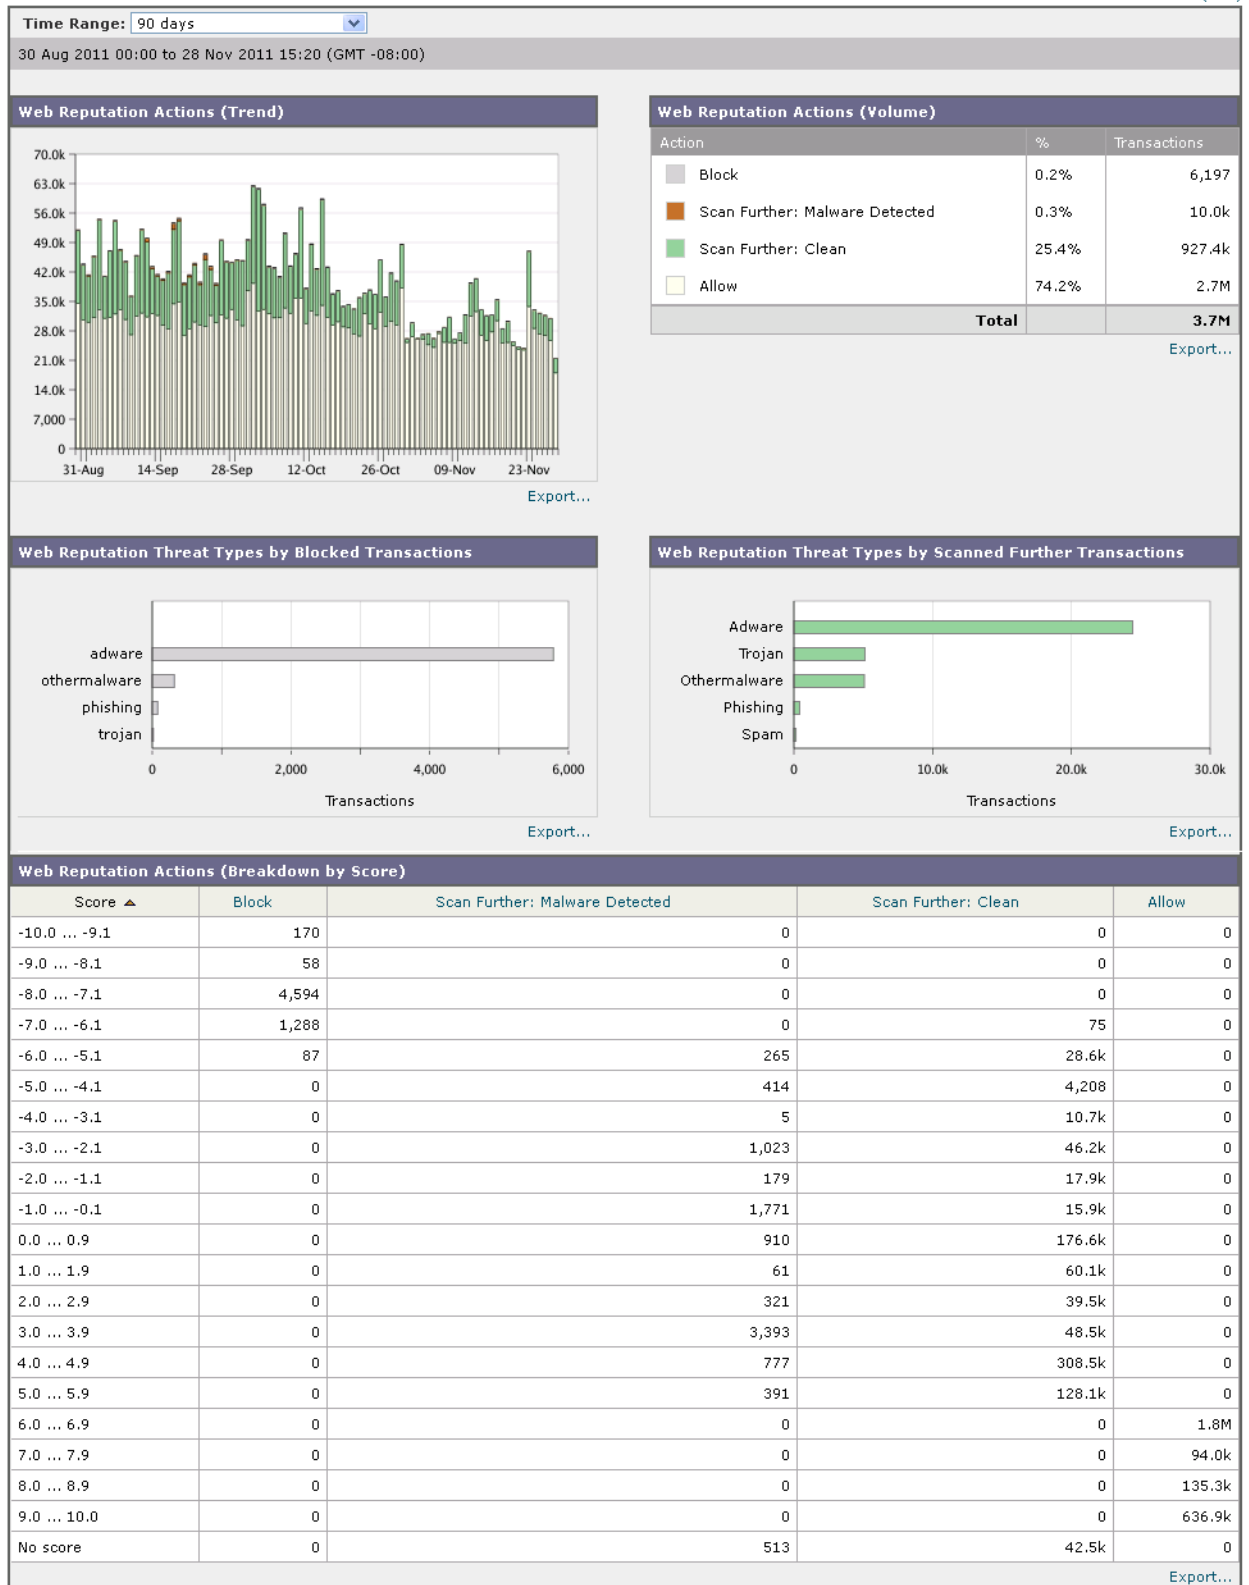 Time Range: 90 days
30 Aug 2011 00:00 to 28 Nov 2011 15:20 (GMT -08:00)
Web Reputation Actions (Trend)
70.0k
63.0k
56.0k
49.0k
42.0k
35.0k
28.0k
21.0k
14.0k
7,000
0
31-Aug 14-Sep 28-Sep 12-Oct 26-Oct 09-Nov 23-Nov
Export...
Web Reputation Actions (Volume)
Action % Transactions
Block 0.2% 6,197
Scan Further: Malware Detected 0.3% 10.0k
Scan Further: Clean 25.4% 927.4k
Allow 74.2% 2.7M
Total 3.7M
Export...
Web Reputation Threat Types by Blocked Transactions
adware
othermalware
phishing
trojan
0 2,000 4,000 6,000
Transactions
Export...
Web Reputation Threat Types by Scanned Further Transactions
Adware
Trojan
Othermalware
Phishing
Spam
0 10.0k 20.0k 30.0k
Transactions
Export...
Web Reputation Actions (Breakdown by Score)
Score Block Scan Further: Malware Detected Scan Further: Clean Allow
-10.0 ... -9.1 170 0 0 0
-9.0 ... -8.1 58 0 0 0
-8.0 ... -7.1 4,594 0 0 0
-7.0 ... -6.1 1,288 0 75 0
-6.0 ... -5.1 87 265 28.6k 0
-5.0 ... -4.1 0 414 4,208 0
-4.0 ... -3.1 0 5 10.7k 0
-3.0 ... -2.1 0 1,023 46.2k 0
-2.0 ... -1.1 0 179 17.9k 0
-1.0 ... -0.1 0 1,771 15.9k 0
0.0 ... 0.9 0 910 176.6k 0
1.0 ... 1.9 0 61 60.1k 0
2.0 ... 2.9 0 321 39.5k 0
3.0 ... 3.9 0 3,393 48.5k 0
4.0 ... 4.9 0 777 308.5k 0
5.0 ... 5.9 0 391 128.1k 0
6.0 ... 6.9 0 0 0 1.8M
7.0 ... 7.9 0 0 0 94.0k
8.0 ... 8.9 0 0 0 135.3k
9.0 ... 10.0 0 0 0 636.9k
No score 0 513 42.5k 0
Export...